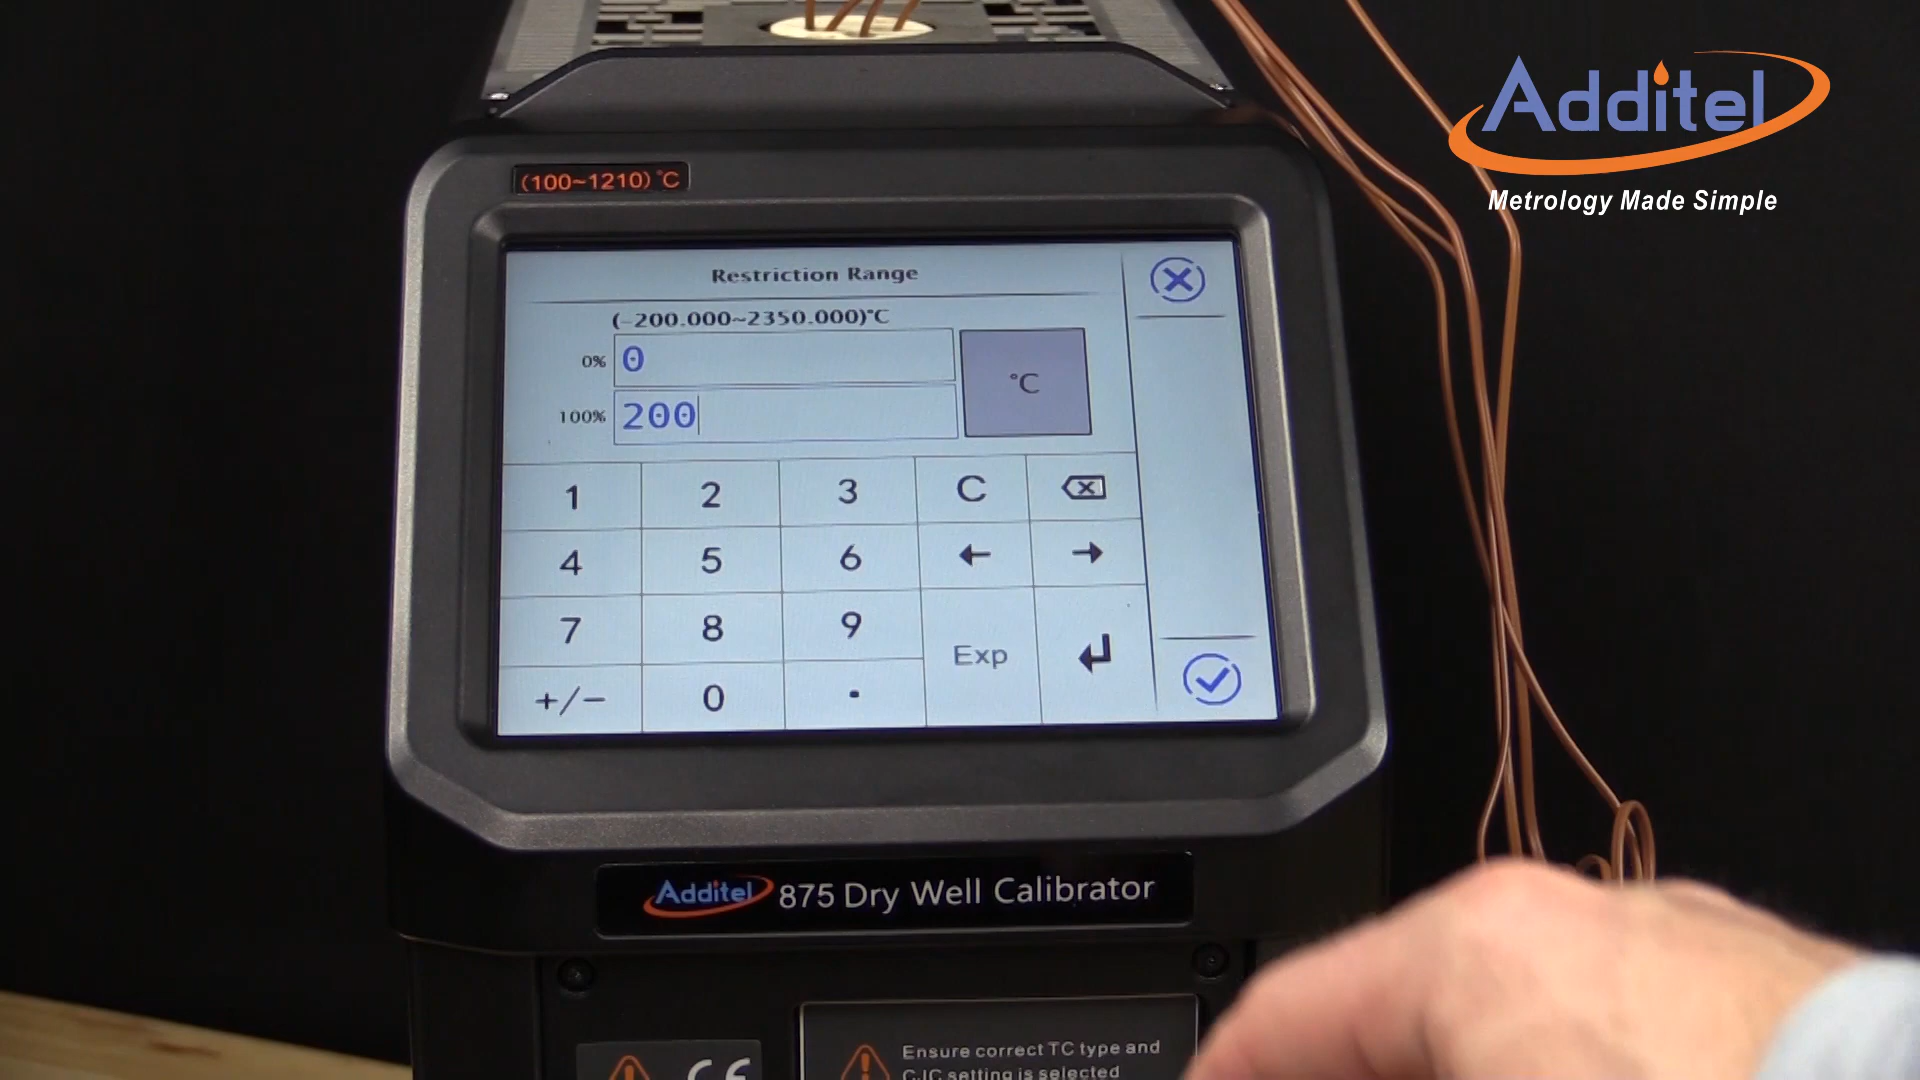 Additel
Metrology Made Simple
(100~1210)°C
Restriction Range
(-200.000~2350.000)°C
0% 0
100% 200
°C
1 2 3 C
4 5 6 ← →
7 8 9
Exp
+/− 0 .
Additel 875 Dry Well Calibrator
CE
Ensure correct TC type and
CJC setting is selected